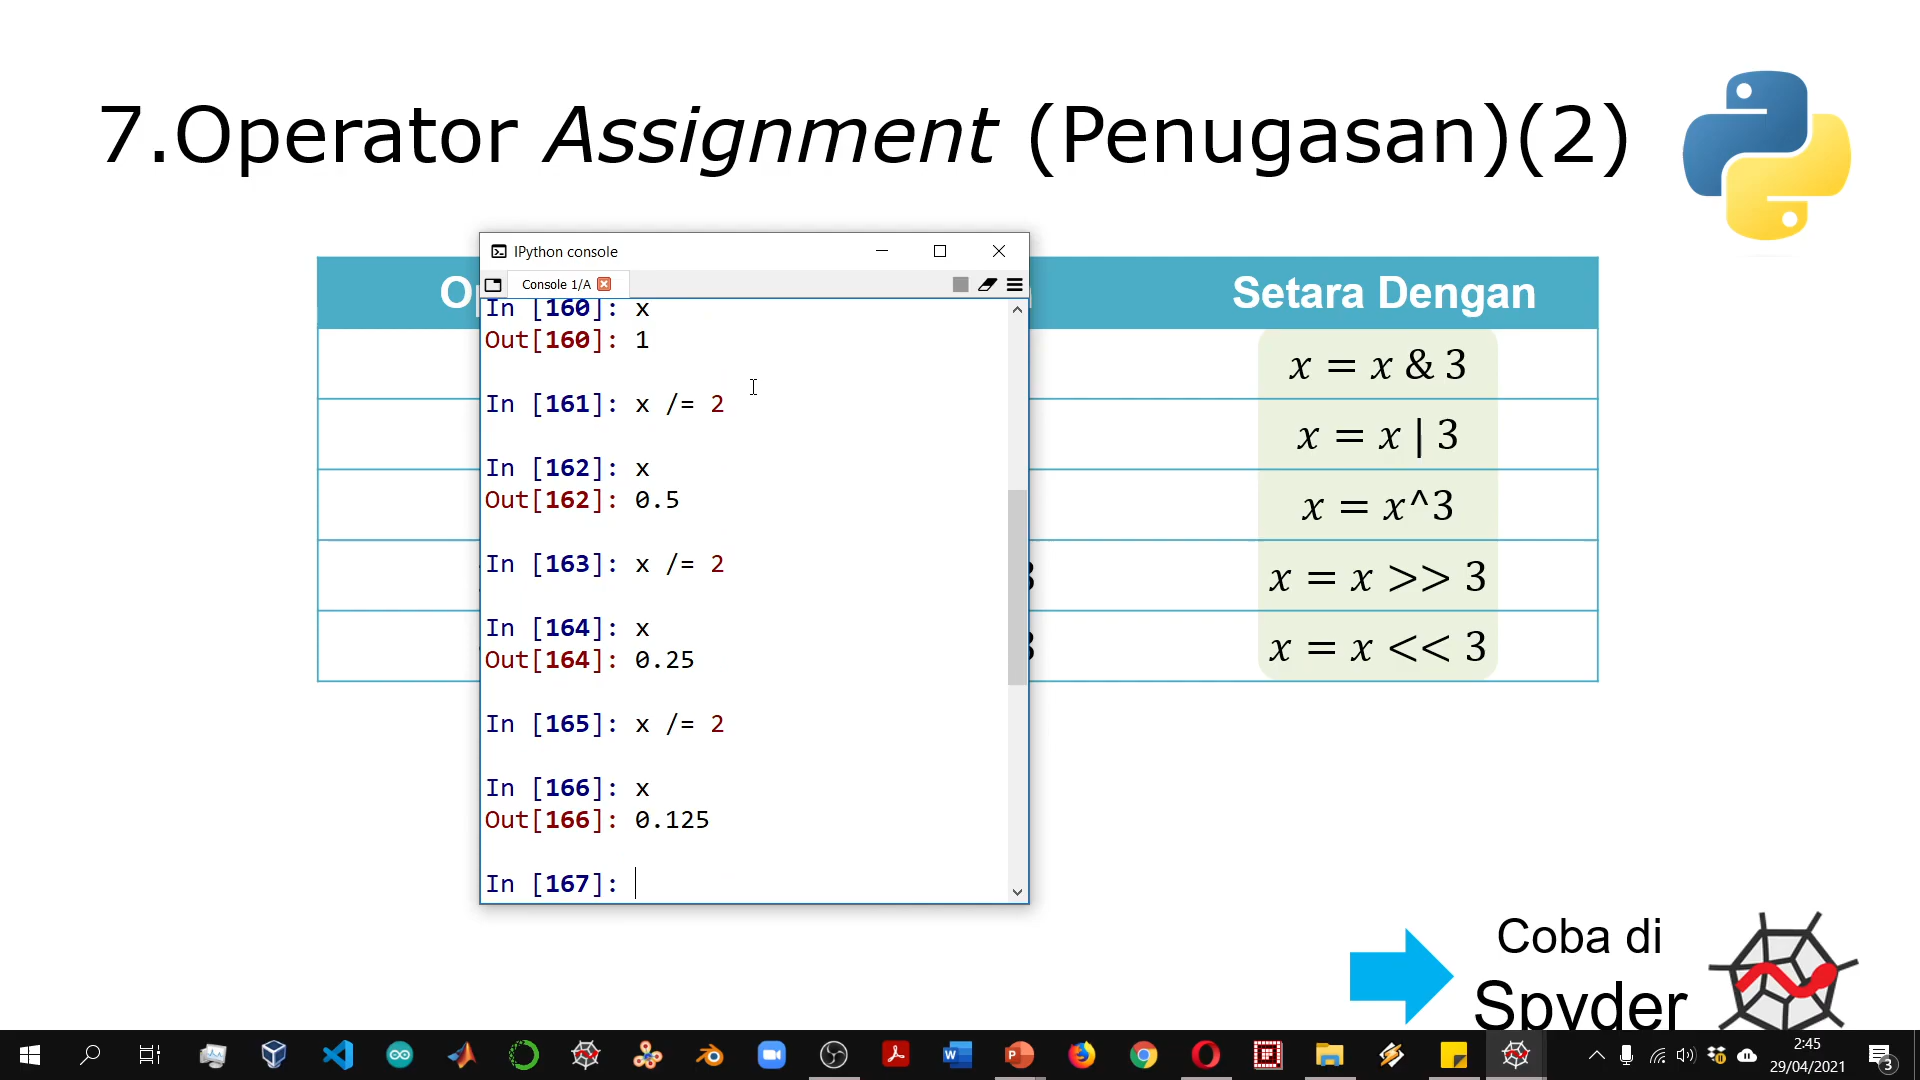 7.Operator Assignment (Penugasan)(2)
IPython console
Console 1/A
Setara Dengan
In [160]: x
Out[160]: 1
In [161]: x /= 2
In [162]: x
Out[162]: 0.5
In [163]: x /= 2
In [164]: x
Out[164]: 0.25
In [165]: x /= 2
In [166]: x
Out[166]: 0.125
In [167]:
x = x & 3
x = x | 3
x = x^3
x = x >> 3
x = x << 3
Coba di
Spyder
2:45
29/04/2021
3